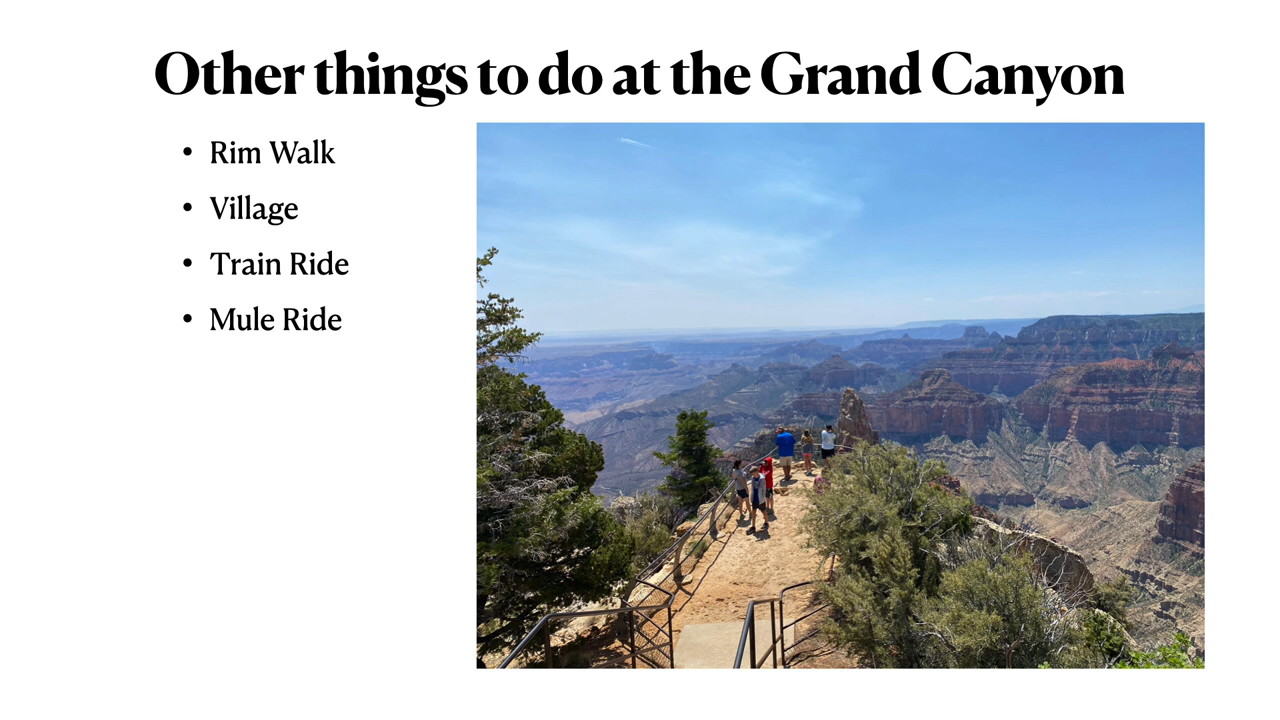 Other things to do at the Grand Canyon
• Rim Walk
• Village
• Train Ride
• Mule Ride